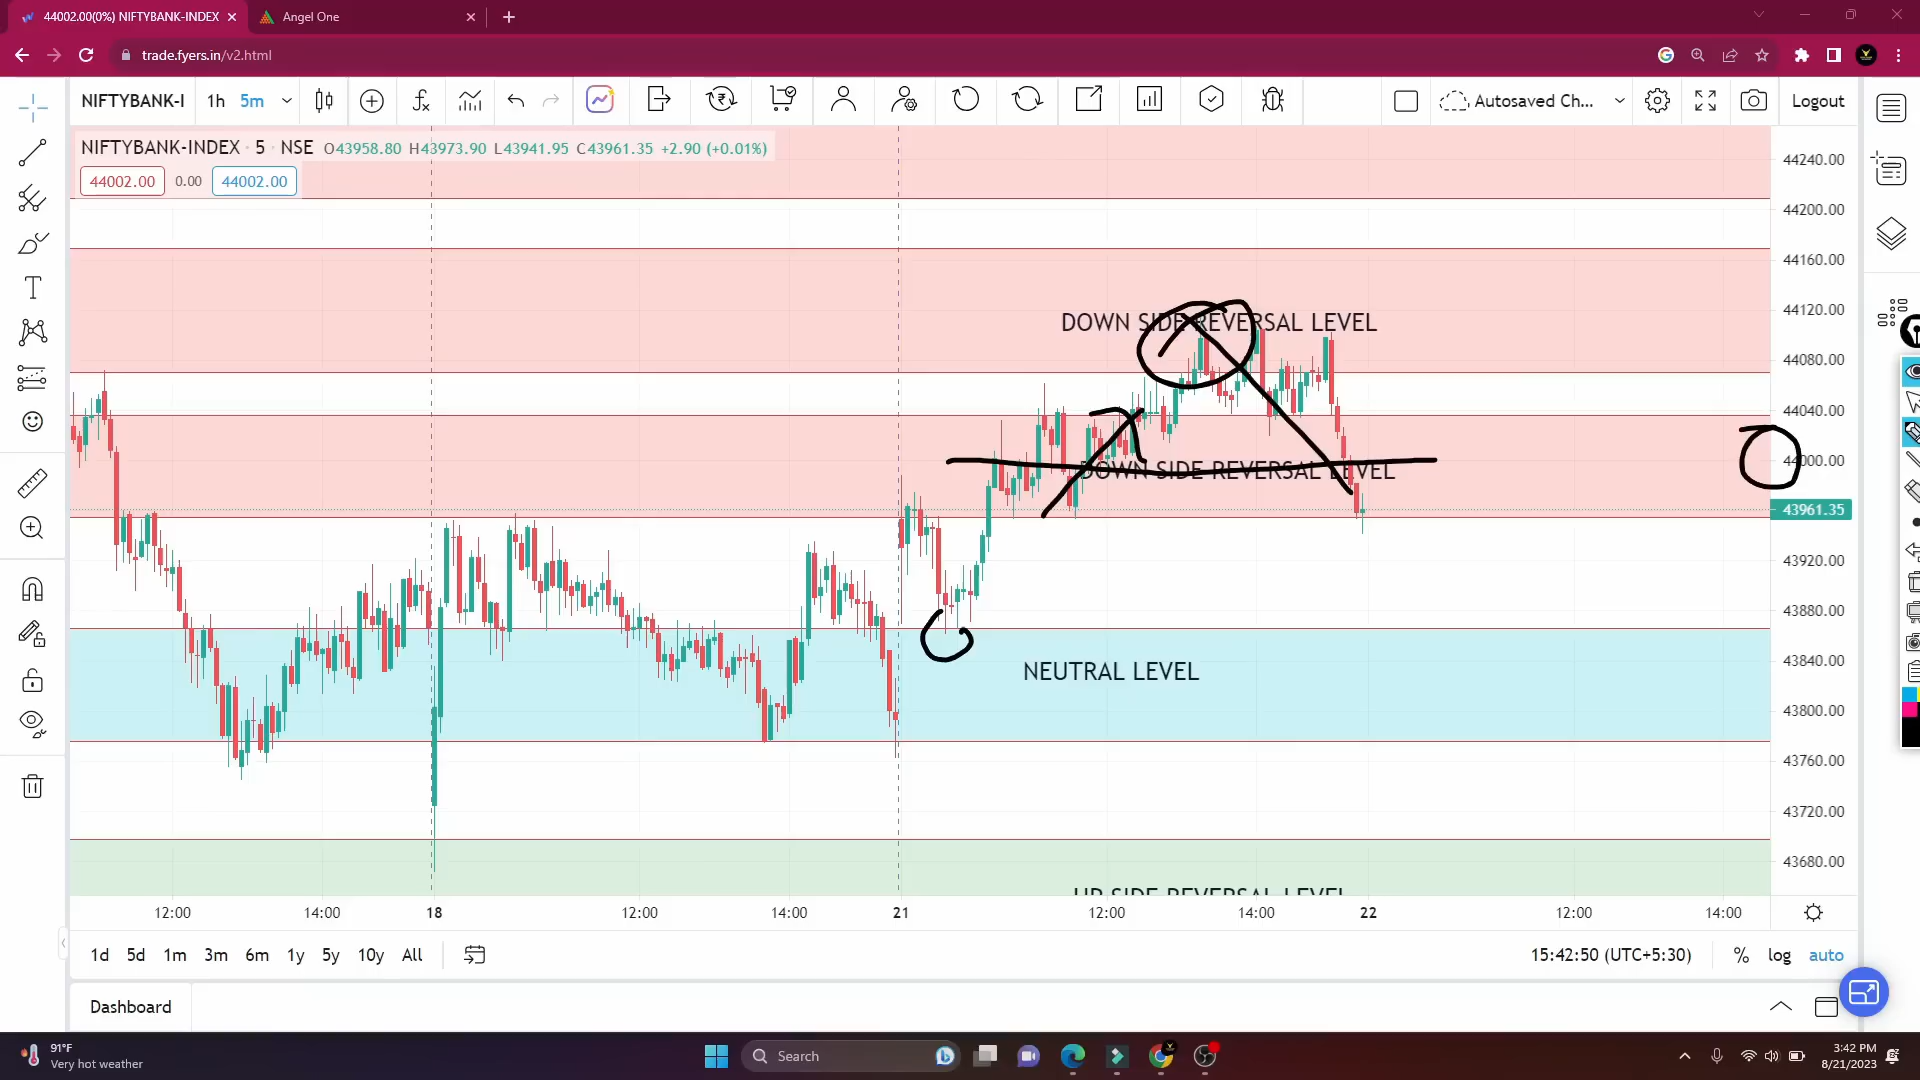 44002.00(0%) NIFTYBANK-INDEX
Angel One
trade.fyers.in/v2.html
NIFTYBANK-I 1h 5m Autosaved Ch... Logout
NIFTYBANK-INDEX · 5 · NSE O43958.80 H43973.90 L43941.95 C43961.35 +2.90 (+0.01%)
44002.00 0.00 44002.00
44240.00
44200.00
44160.00
44120.00
44080.00
44040.00
44000.00
43961.35
43920.00
43880.00
43840.00
43800.00
43760.00
43720.00
43680.00
DOWN SIDE REVERSAL LEVEL
DOWN SIDE REVERSAL LEVEL
NEUTRAL LEVEL
UP SIDE REVERSAL LEVEL
12:00 14:00 18 12:00 14:00 21 12:00 14:00 22 12:00 14:00
1d 5d 1m 3m 6m 1y 5y 10y All 15:42:50 (UTC+5:30) % log auto
Dashboard
91°F
Very hot weather
Search
3:42 PM
8/21/2023